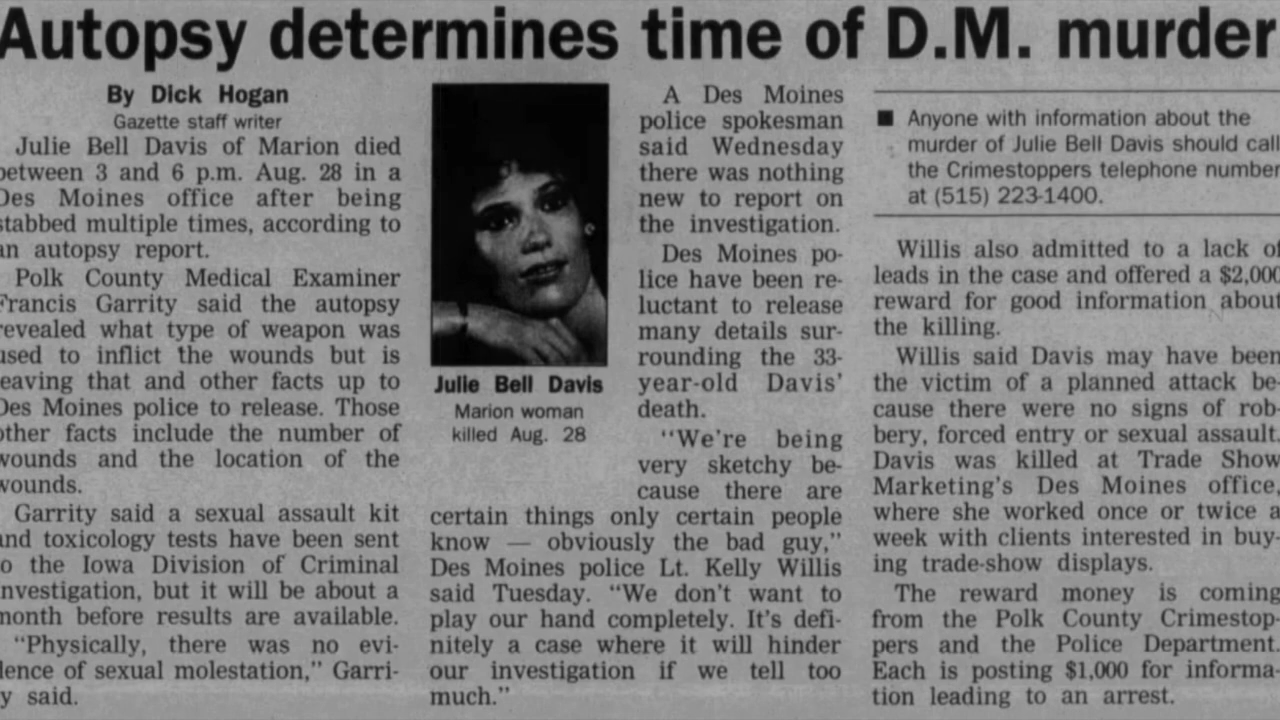 Autopsy determines time of D.M. murder
By Dick Hogan
Gazette staff writer
Julie Bell Davis of Marion died
between 3 and 6 p.m. Aug. 28 in a
Des Moines office after being
stabbed multiple times, according to
an autopsy report.
Polk County Medical Examiner
Francis Garrity said the autopsy
revealed what type of weapon was
used to inflict the wounds but is
leaving that and other facts up to
Des Moines police to release. Those
other facts include the number of
wounds and the location of the
wounds.
Garrity said a sexual assault kit
and toxicology tests have been sent
to the Iowa Division of Criminal
Investigation, but it will be about a
month before results are available.
"Physically, there was no evi-
dence of sexual molestation," Garri-
ty said.
Julie Bell Davis
Marion woman
killed Aug. 28
A Des Moines
police spokesman
said Wednesday
there was nothing
new to report on
the investigation.
Des Moines po-
lice have been re-
luctant to release
many details sur-
rounding the 33-
year-old Davis'
death.
"We're being
very sketchy be-
cause there are
certain things only certain people
know — obviously the bad guy,"
Des Moines police Lt. Kelly Willis
said Tuesday. "We don't want to
play our hand completely. It's defi-
nitely a case where it will hinder
our investigation if we tell too
much."
■ Anyone with information about the
murder of Julie Bell Davis should call
the Crimestoppers telephone number
at (515) 223-1400.
Willis also admitted to a lack of
leads in the case and offered a $2,000
reward for good information about
the killing.
Willis said Davis may have been
the victim of a planned attack be-
cause there were no signs of rob-
bery, forced entry or sexual assault.
Davis was killed at Trade Show
Marketing's Des Moines office,
where she worked once or twice a
week with clients interested in buy-
ing trade-show displays.
The reward money is coming
from the Polk County Crimestop-
pers and the Police Department.
Each is posting $1,000 for informa-
tion leading to an arrest.